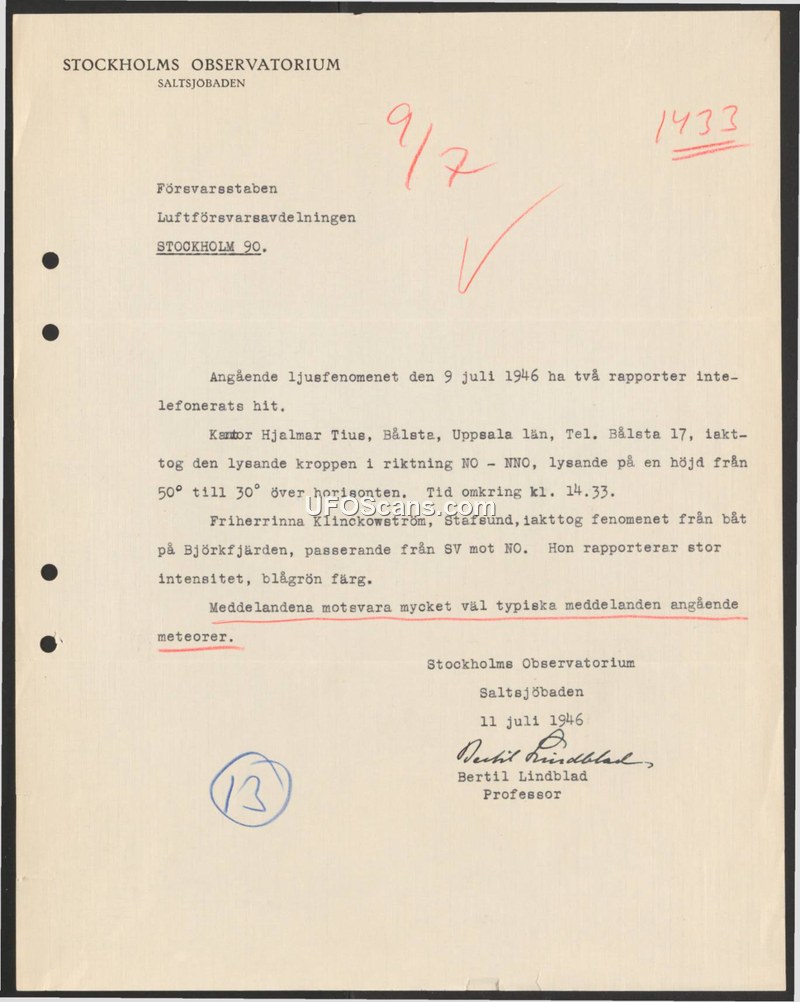 STOCKHOLMS OBSERVATORIUM
SALTSJÖBADEN
9/7
1433
Försvarsstaben
Luftförsvarsavdelningen
STOCKHOLM 90.
Angående ljusfenomenet den 9 juli 1946 ha två rapporter inte-
lefonerats hit.
Kantor Hjalmar Tius, Bålsta, Uppsala län, Tel. Bålsta 17, iakt-
tog den lysande kroppen i riktning NO - NNO, lysande på en höjd från
50° till 30° över horisonten. Tid omkring kl. 14.33.
UFOScans.com
Friherrinna Klinckowström, Stafsund, iakttog fenomenet från båt
på Björkfjärden, passerande från SV mot NO. Hon rapporterar stor
intensitet, blågrön färg.
Meddelandena motsvara mycket väl typiska meddelanden angående
meteorer.
Stockholms Observatorium
Saltsjöbaden
11 juli 1946
Bertil Lindblad
Bertil Lindblad
Professor
13